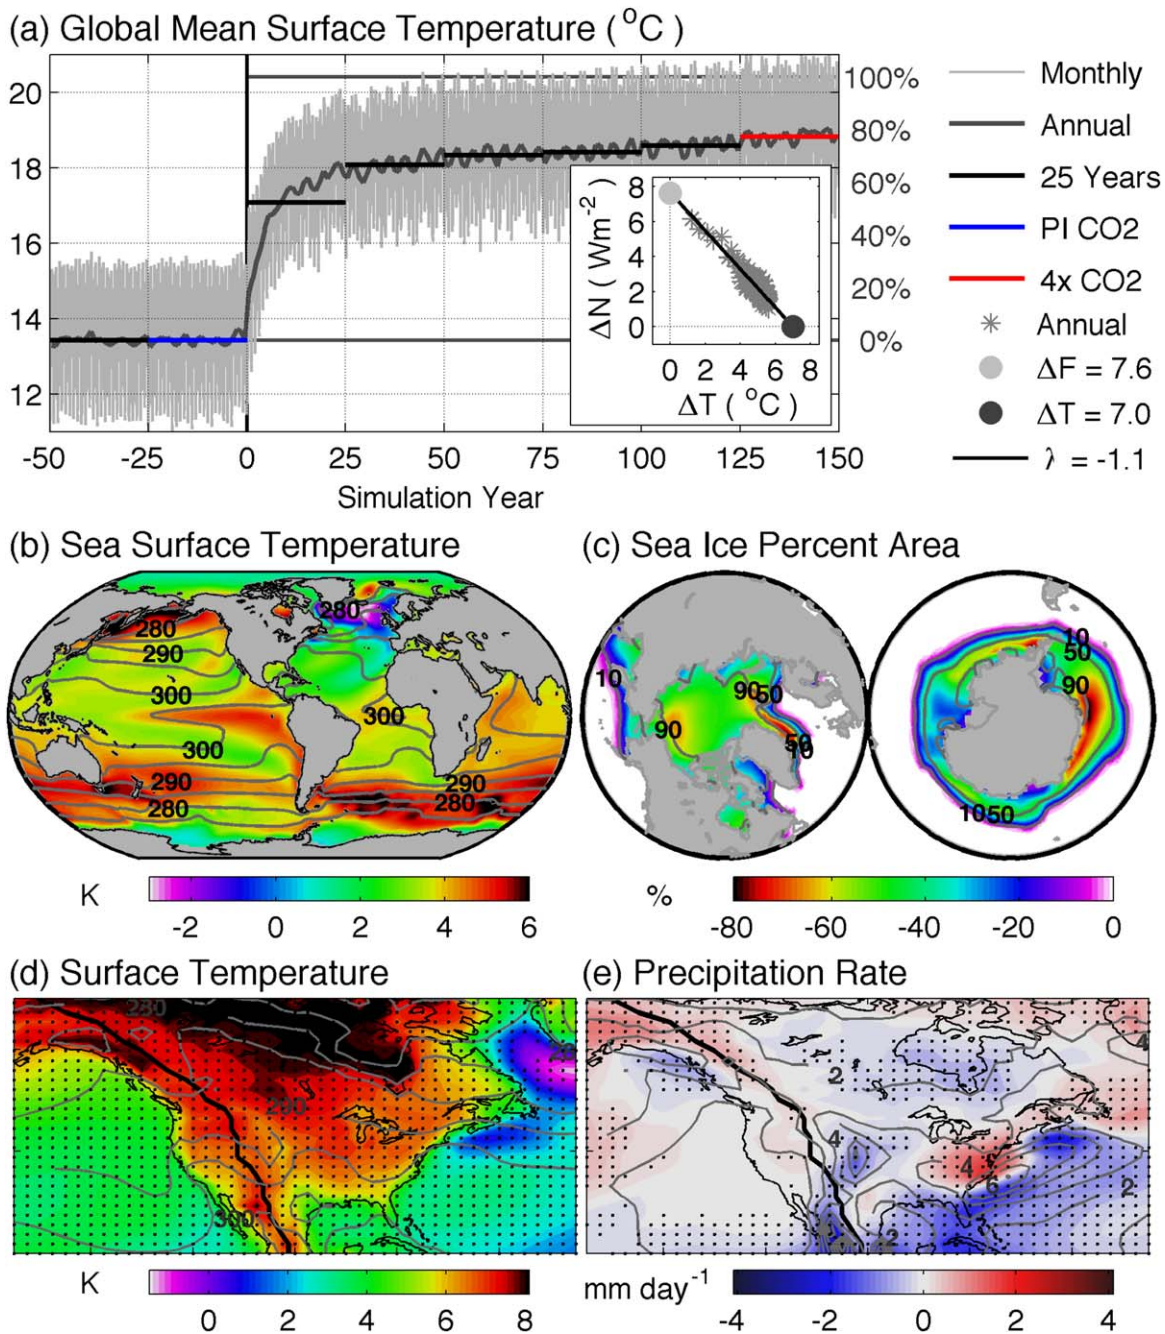 (a) Global Mean Surface Temperature ( °C )
20
18
16
14
12
100%
80%
60%
40%
20%
0%
-50 -25 0 25 50 75 100 125 150
Simulation Year
8
6
4
2
0
ΔN ( Wm-2 )
0 2 4 6 8
ΔT ( °C )
Monthly
Annual
25 Years
PI CO2
4x CO2
Annual
ΔF = 7.6
ΔT = 7.0
λ = -1.1
(b) Sea Surface Temperature
280
280
290
300
300
300
290
290
280
280
K
-2 0 2 4 6
(c) Sea Ice Percent Area
10
90
50
90
50
10
50
90
10
50
%
-80 -60 -40 -20 0
(d) Surface Temperature
280
290
300
K
0 2 4 6 8
(e) Precipitation Rate
4
2
4
4
6
2
2
mm day-1
-4 -2 0 2 4